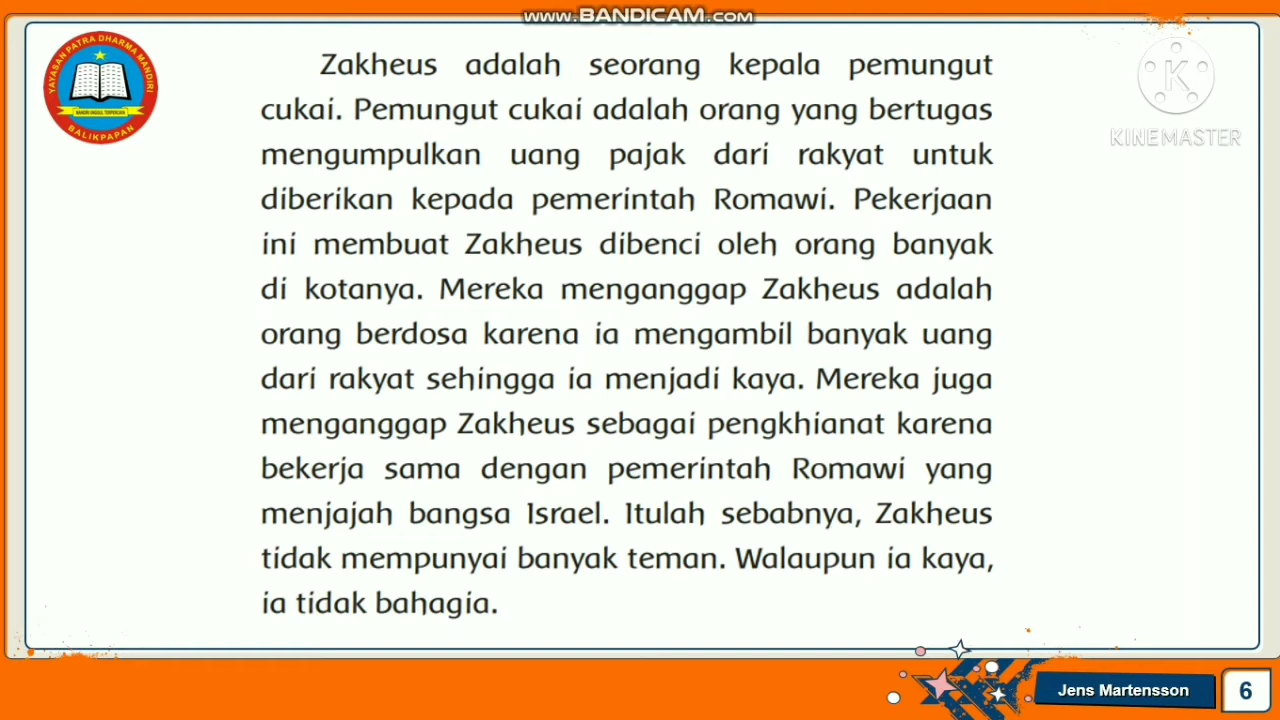 www.BANDICAM.com
YAYASAN PATRA DHARMA MANDIRI
BALIKPAPAN
KINEMASTER
Zakheus adalah seorang kepala pemungut
cukai. Pemungut cukai adalah orang yang bertugas
mengumpulkan uang pajak dari rakyat untuk
diberikan kepada pemerintah Romawi. Pekerjaan
ini membuat Zakheus dibenci oleh orang banyak
di kotanya. Mereka menganggap Zakheus adalah
orang berdosa karena ia mengambil banyak uang
dari rakyat sehingga ia menjadi kaya. Mereka juga
menganggap Zakheus sebagai pengkhianat karena
bekerja sama dengan pemerintah Romawi yang
menjajah bangsa Israel. Itulah sebabnya, Zakheus
tidak mempunyai banyak teman. Walaupun ia kaya,
ia tidak bahagia.
Jens Martensson
6